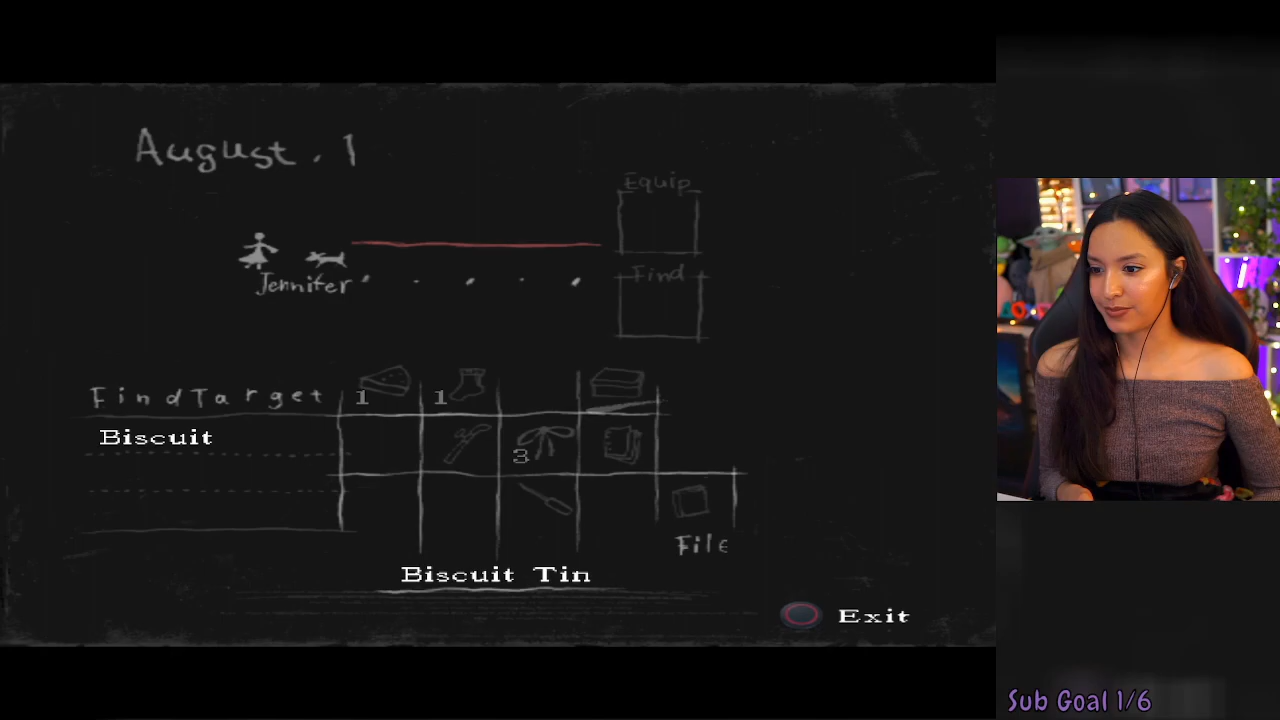 August. 1
Equip
Find
Jennifer
FindTarget
1
1
Biscuit
3
File
Biscuit Tin
Exit
Sub Goal 1/6